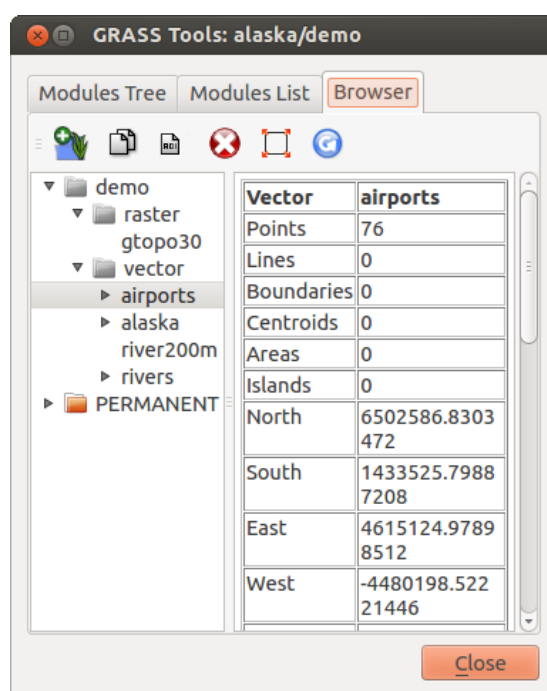 GRASS Tools: alaska/demo
Modules Tree
Modules List
Browser
demo
raster
gtopo30
vector
airports
alaska
river200m
rivers
PERMANENT
Vector airports
Points 76
Lines 0
Boundaries 0
Centroids 0
Areas 0
Islands 0
North 6502586.8303
472
South 1433525.7988
7208
East 4615124.9789
8512
West -4480198.522
21446
Close